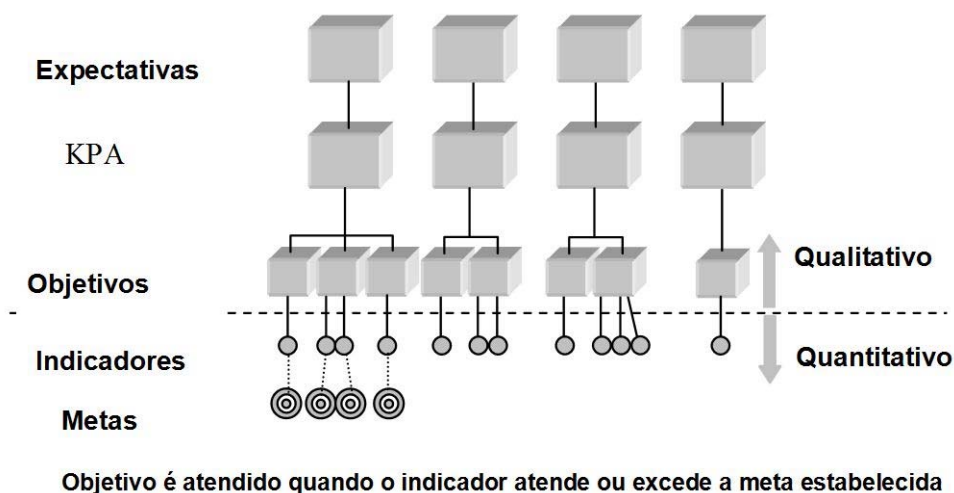 Expectativas
KPA
Objetivos
Qualitativo
Indicadores
Quantitativo
Metas
Objetivo é atendido quando o indicador atende ou excede a meta estabelecida